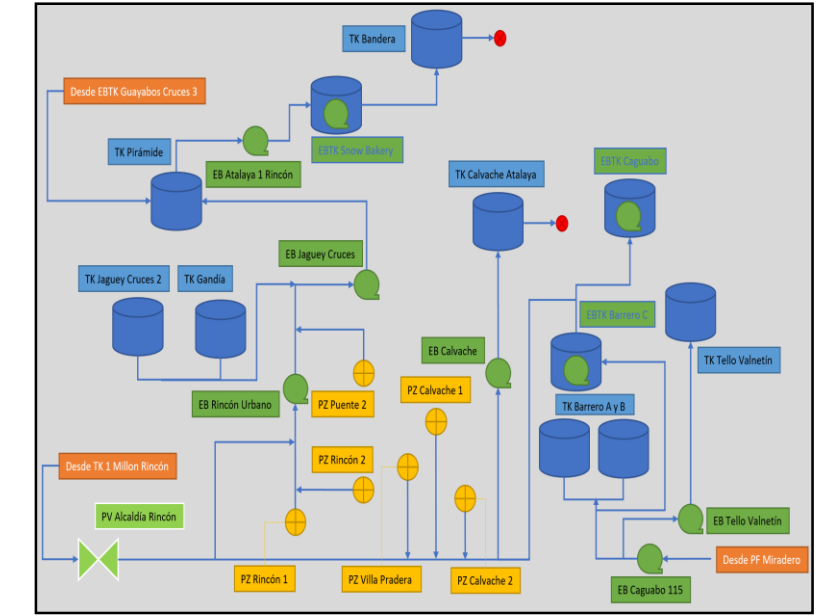 TK Bandera
Desde EBTK Guayabos Cruces 3
TK Pirámide
EBTK Snow Bakery
EBTK Caguabo
EB Atalaya 1 Rincón
TK Calvache Atalaya
EB Jaguey Cruces
TK Jaguey Cruces 2
TK Gandía
EBTK Barrero C
EB Calvache
TK Tello Valnetín
PZ Calvache 1
EB Rincón Urbano
PZ Puente 2
TK Barrero A y B
PZ Rincón 2
Desde TK 1 Millon Rincón
PV Alcaldía Rincón
EB Tello Valnetín
Desde PF Miradero
PZ Rincón 1
PZ Villa Pradera
PZ Calvache 2
EB Caguabo 115